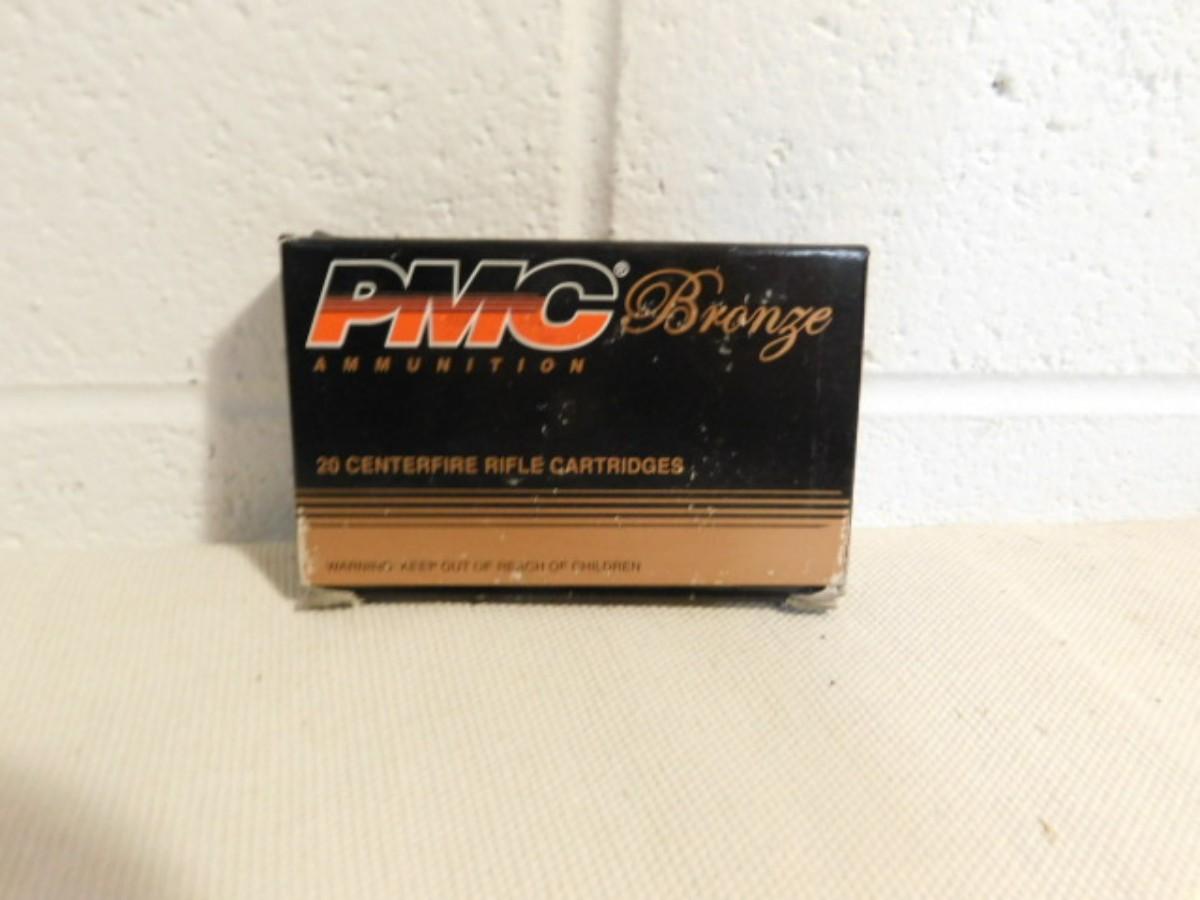 PMC® Bronze
AMMUNITION
20 CENTERFIRE RIFLE CARTRIDGES
WARNING: KEEP OUT OF REACH OF CHILDREN